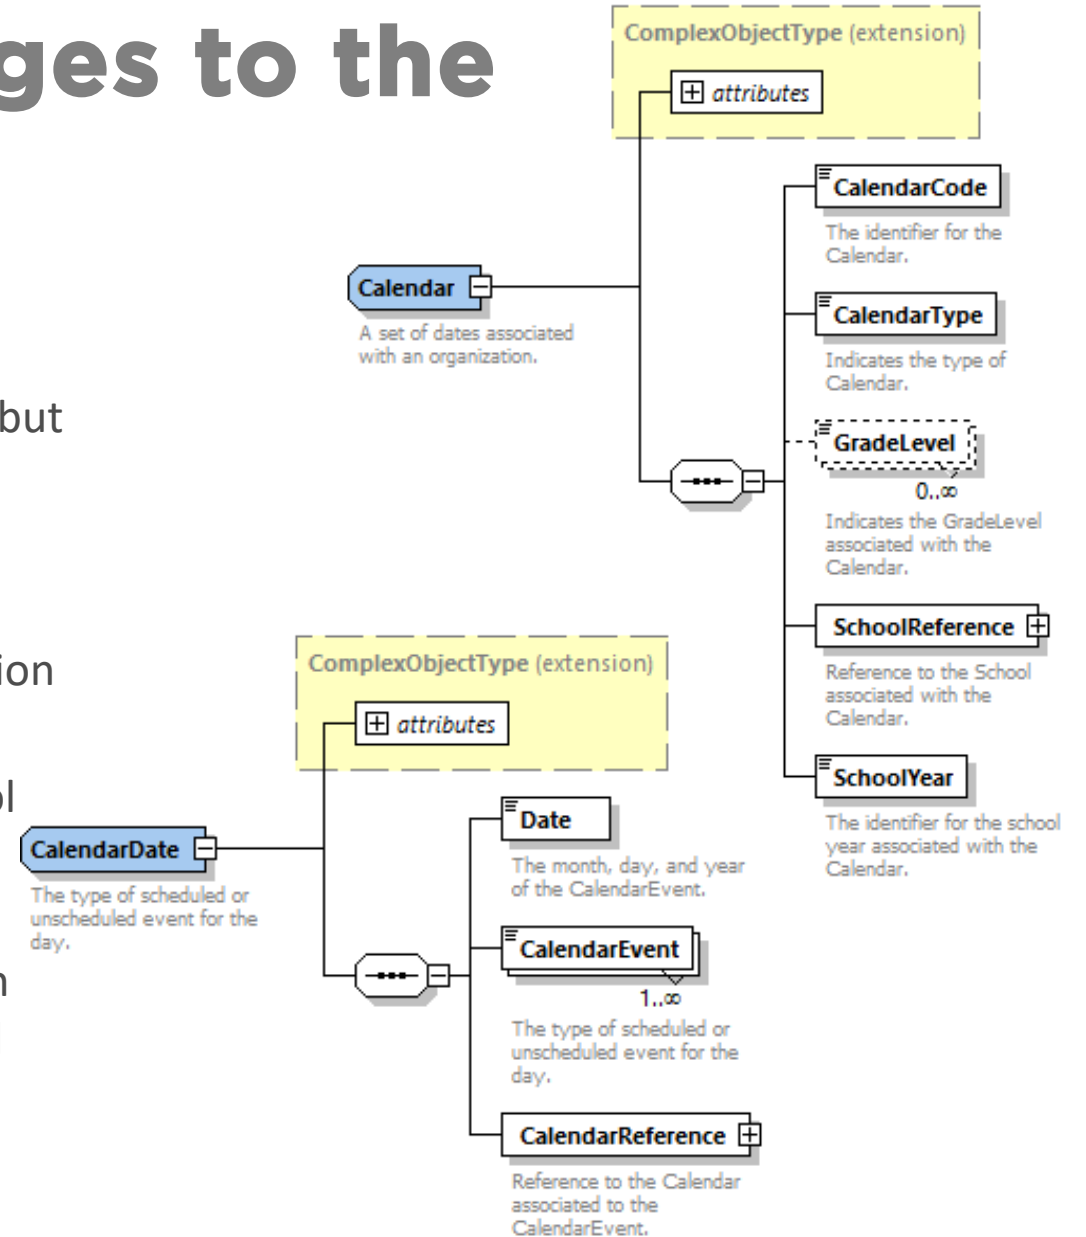 ges to the
but
ion
ol
n
ComplexObjectType (extension)
attributes
Calendar
A set of dates associated
with an organization.
CalendarCode
The identifier for the
Calendar.
CalendarType
Indicates the type of
Calendar.
GradeLevel
0..∞
Indicates the GradeLevel
associated with the
Calendar.
SchoolReference
Reference to the School
associated with the
Calendar.
SchoolYear
The identifier for the school
year associated with the
Calendar.
ComplexObjectType (extension)
attributes
CalendarDate
The type of scheduled or
unscheduled event for the
day.
Date
The month, day, and year
of the CalendarEvent.
CalendarEvent
1..∞
The type of scheduled or
unscheduled event for the
day.
CalendarReference
Reference to the Calendar
associated to the
CalendarEvent.